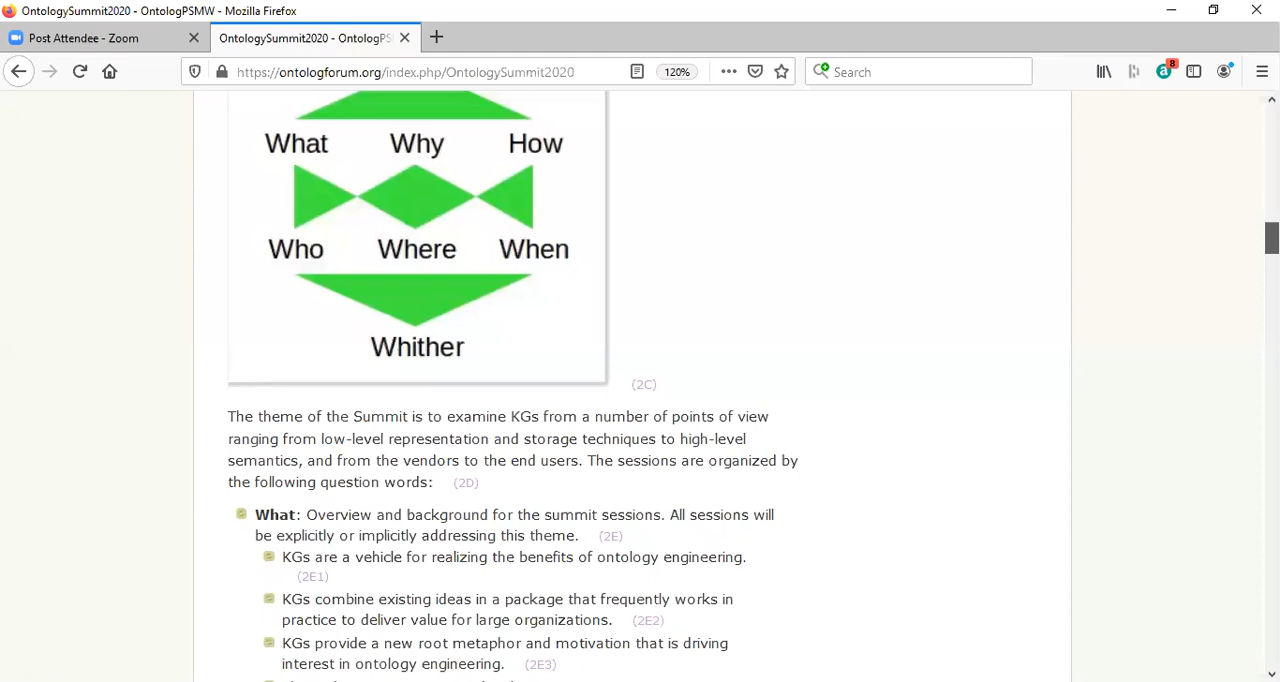 OntologySummit2020 - OntologPSMW - Mozilla Firefox
Post Attendee - Zoom
OntologySummit2020 - OntologPS
https://ontologforum.org/index.php/OntologySummit2020
120%
Search
8
What Why How
Who Where When
Whither
(2C)
The theme of the Summit is to examine KGs from a number of points of view
ranging from low-level representation and storage techniques to high-level
semantics, and from the vendors to the end users. The sessions are organized by
the following question words: (2D)
What: Overview and background for the summit sessions. All sessions will
be explicitly or implicitly addressing this theme. (2E)
KGs are a vehicle for realizing the benefits of ontology engineering.
(2E1)
KGs combine existing ideas in a package that frequently works in
practice to deliver value for large organizations. (2E2)
KGs provide a new root metaphor and motivation that is driving
interest in ontology engineering. (2E3)